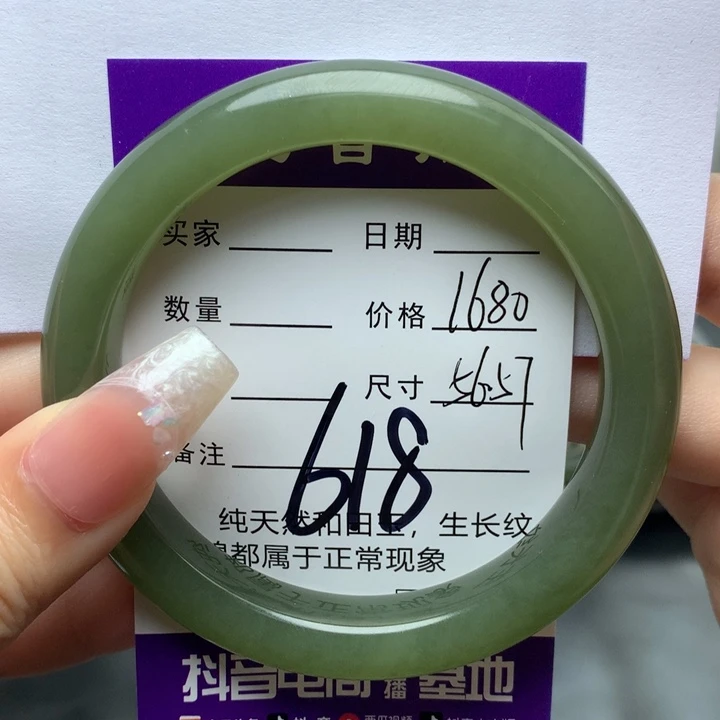 买家 日期
数量 价格 1680
尺寸 56.57
备注
618
纯天然和田玉，生长纹
都属于正常现象
抖音电商 播 基地